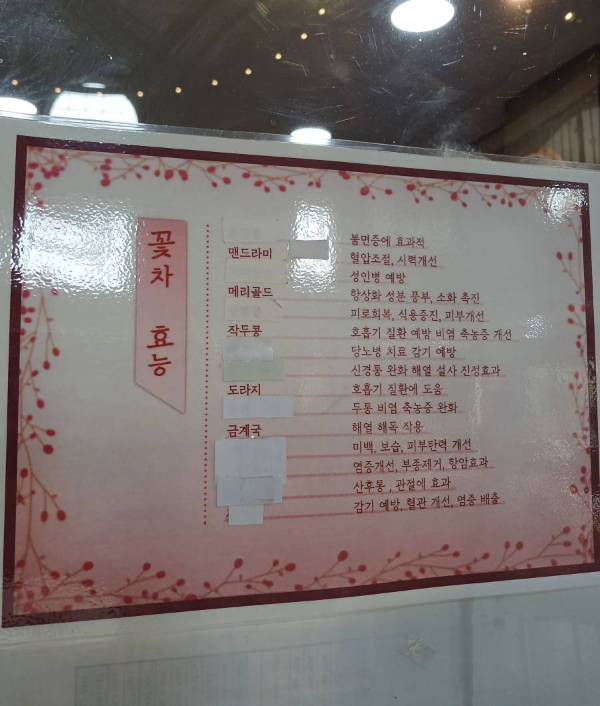 꽃차 효능
불면증에 효과적
맨드라미 혈압조절, 시력개선
성인병 예방
메리골드 항상화 성분 풍부, 소화 촉진
피로회복, 식용증진, 피부개선
작두콩 호흡기 질환 예방 비염 축농증 개선
당노병 치료 감기 예방
신경통 완화 해열 설사 진정효과
도라지 호흡기 질환에 도움
두통 비염 축농증 완화
금계국 해열 해독 작용
미백, 보습, 피부탄력 개선
염증개선, 부종제거, 항암효과
산후통, 관절에 효과
감기 예방, 혈관 개선, 염증 배출